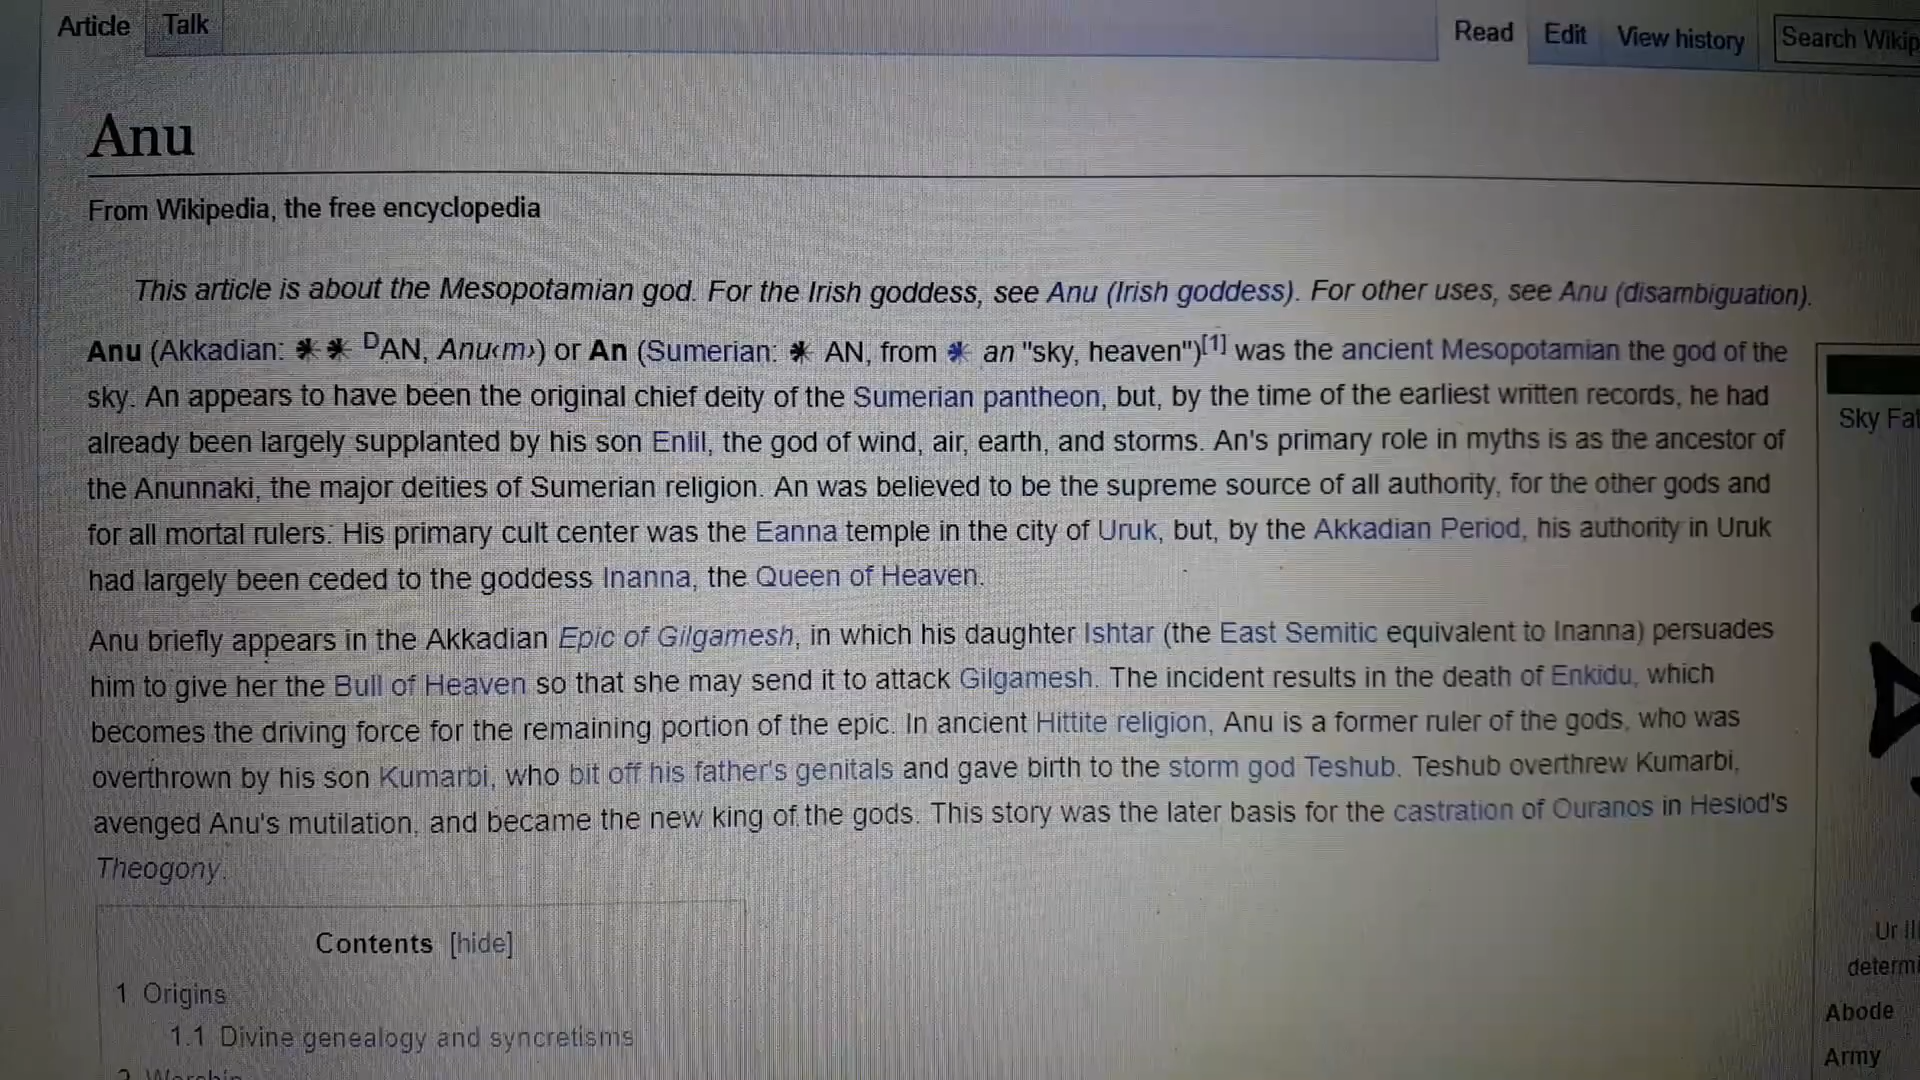 Article Talk Read Edit View history Search Wikip
Anu
From Wikipedia, the free encyclopedia
This article is about the Mesopotamian god. For the Irish goddess, see Anu (Irish goddess). For other uses, see Anu (disambiguation).
Anu (Akkadian: 𒀭𒀭 ᴰAN, Anu‹m›) or An (Sumerian: 𒀭 AN, from 𒀭 an "sky, heaven")[1] was the ancient Mesopotamian the god of the
sky. An appears to have been the original chief deity of the Sumerian pantheon, but, by the time of the earliest written records, he had
already been largely supplanted by his son Enlil, the god of wind, air, earth, and storms. An's primary role in myths is as the ancestor of
the Anunnaki, the major deities of Sumerian religion. An was believed to be the supreme source of all authority, for the other gods and
for all mortal rulers. His primary cult center was the Eanna temple in the city of Uruk, but, by the Akkadian Period, his authority in Uruk
had largely been ceded to the goddess Inanna, the Queen of Heaven.
Anu briefly appears in the Akkadian Epic of Gilgamesh, in which his daughter Ishtar (the East Semitic equivalent to Inanna) persuades
him to give her the Bull of Heaven so that she may send it to attack Gilgamesh. The incident results in the death of Enkidu, which
becomes the driving force for the remaining portion of the epic. In ancient Hittite religion, Anu is a former ruler of the gods, who was
overthrown by his son Kumarbi, who bit off his father's genitals and gave birth to the storm god Teshub. Teshub overthrew Kumarbi,
avenged Anu's mutilation, and became the new king of the gods. This story was the later basis for the castration of Ouranos in Hesiod's
Theogony.
Contents [hide]
1 Origins
1.1 Divine genealogy and syncretisms
2 Worship
Sky Fat
Ur III
determi
Abode
Army